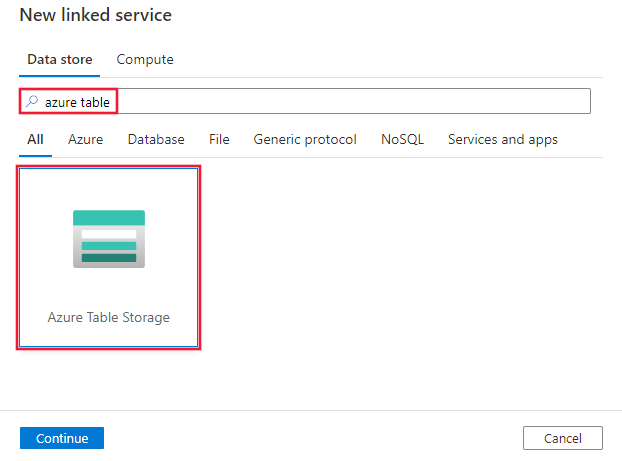 New linked service
Data store Compute
azure table
All Azure Database File Generic protocol NoSQL Services and apps
Azure Table Storage
Continue Cancel